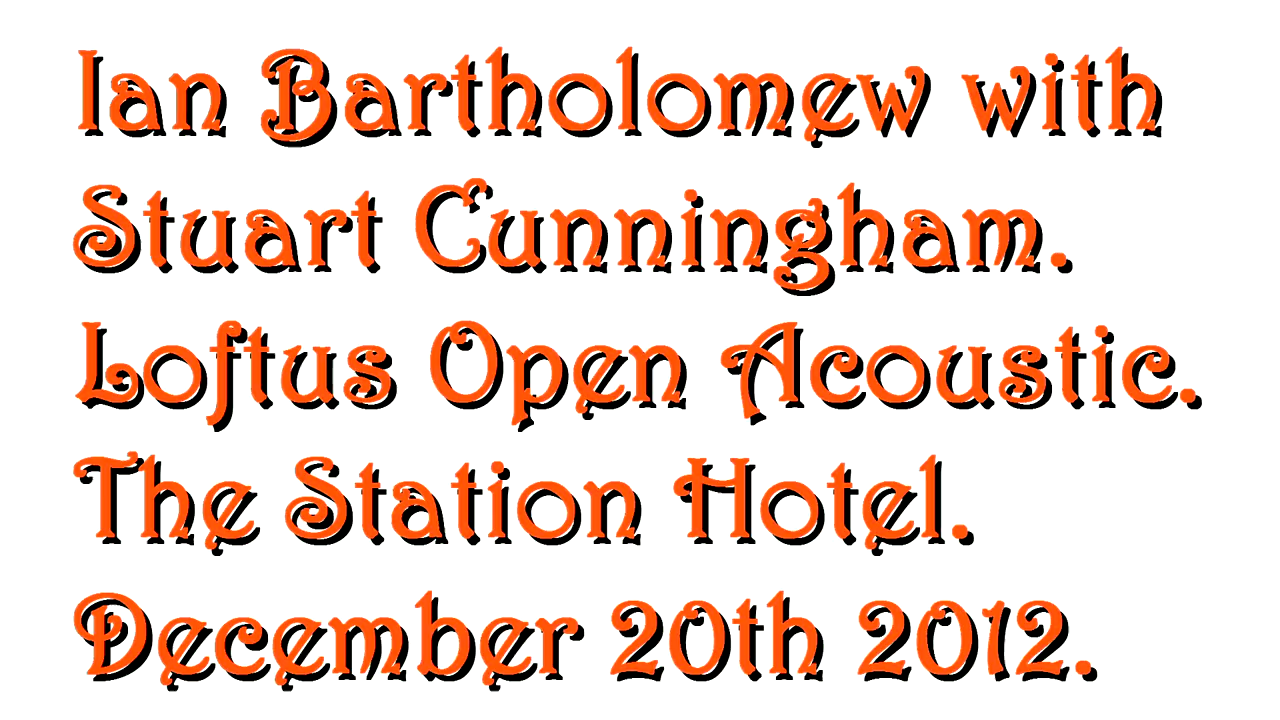 Ian Bartholomew with
Stuart Cunningham.
Loftus Open Acoustic.
The Station Hotel.
December 20th 2012.